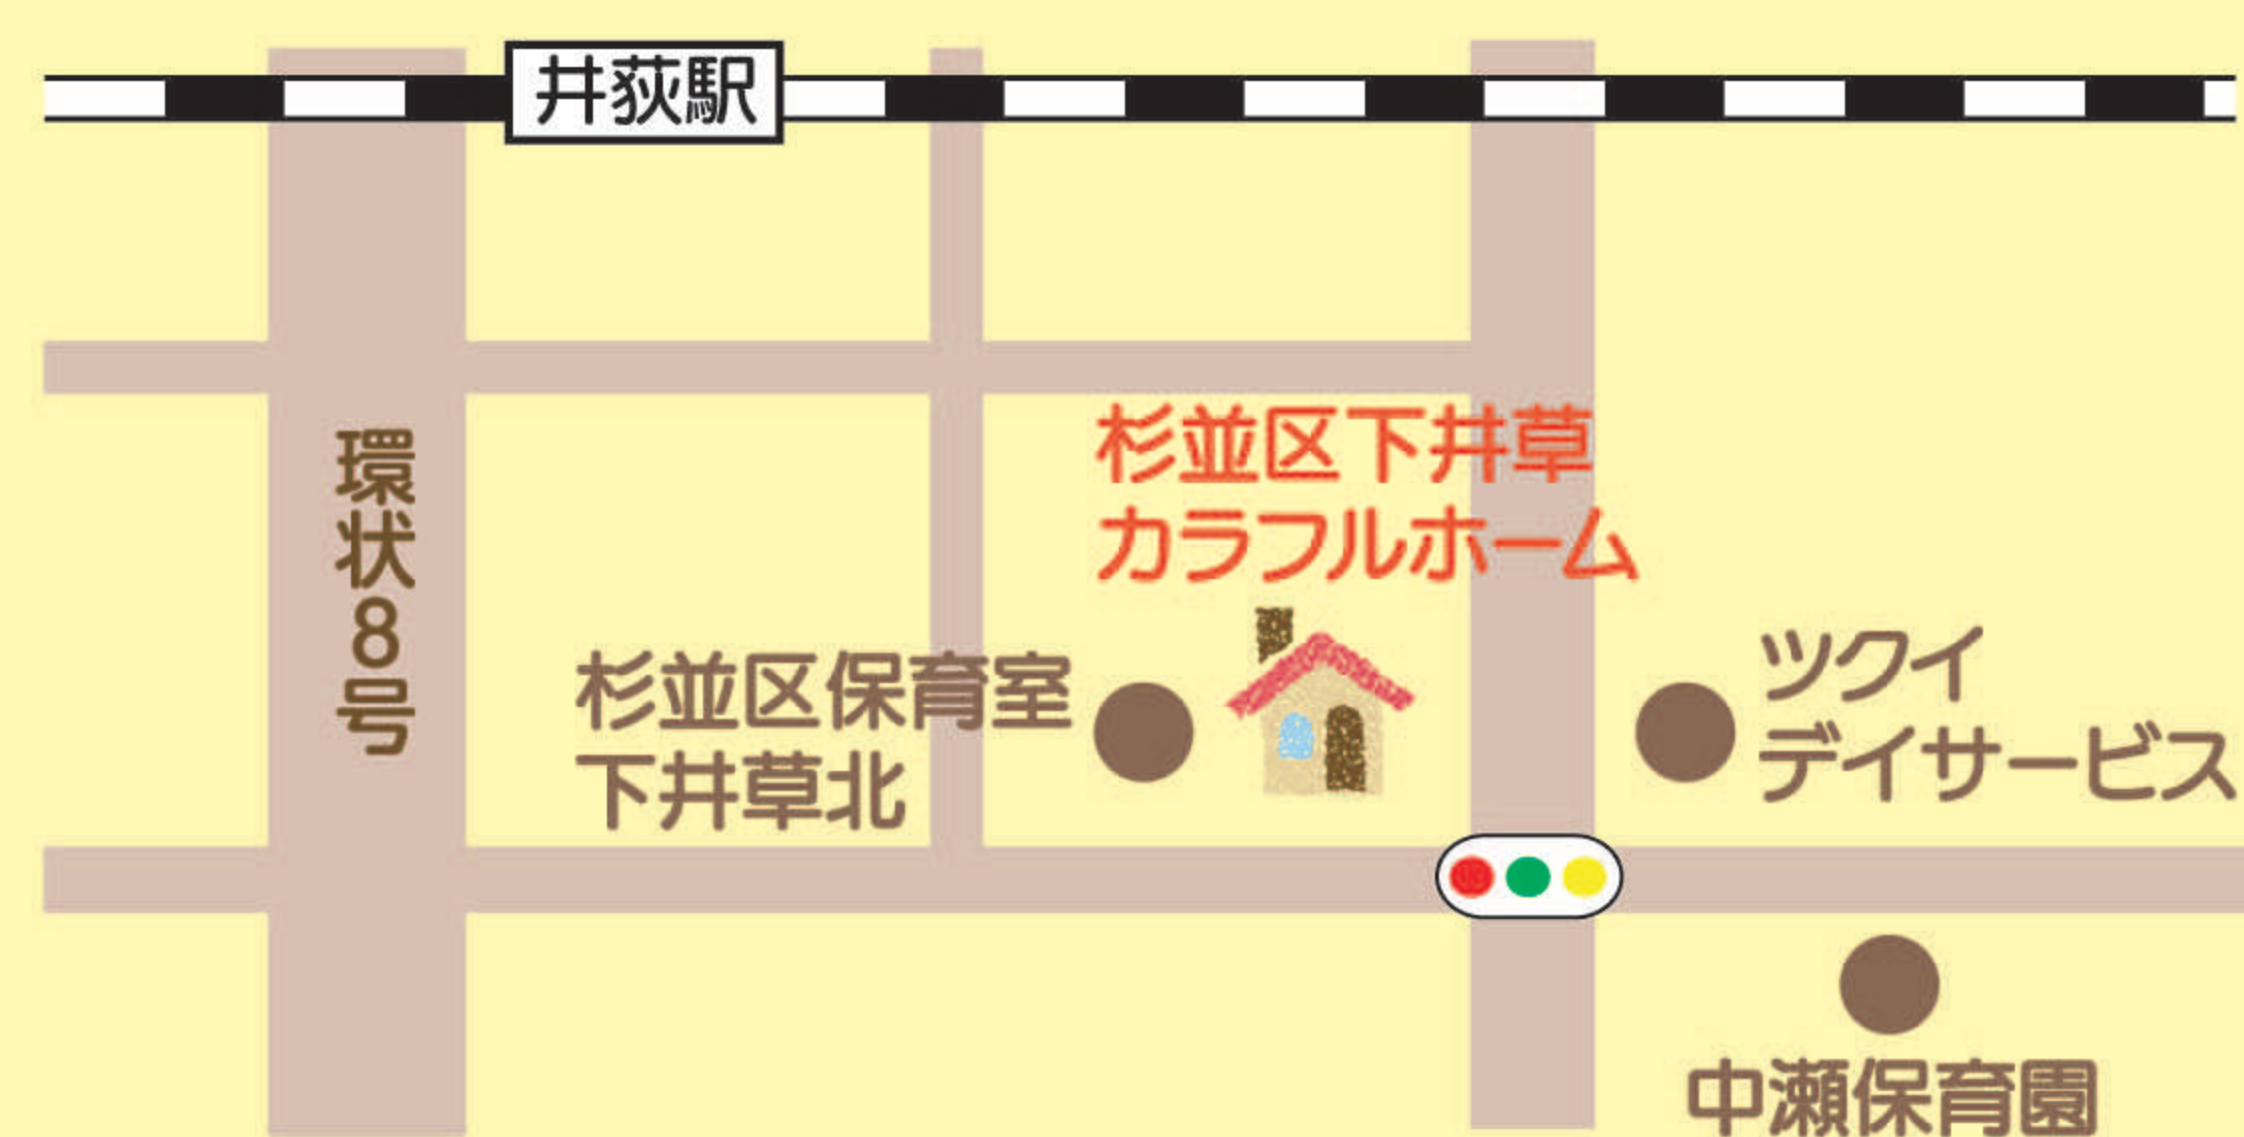 井荻駅
環状8号
杉並区下井草
カラフルホーム
杉並区保育室
下井草北
ツクイ
デイサービス
中瀬保育園